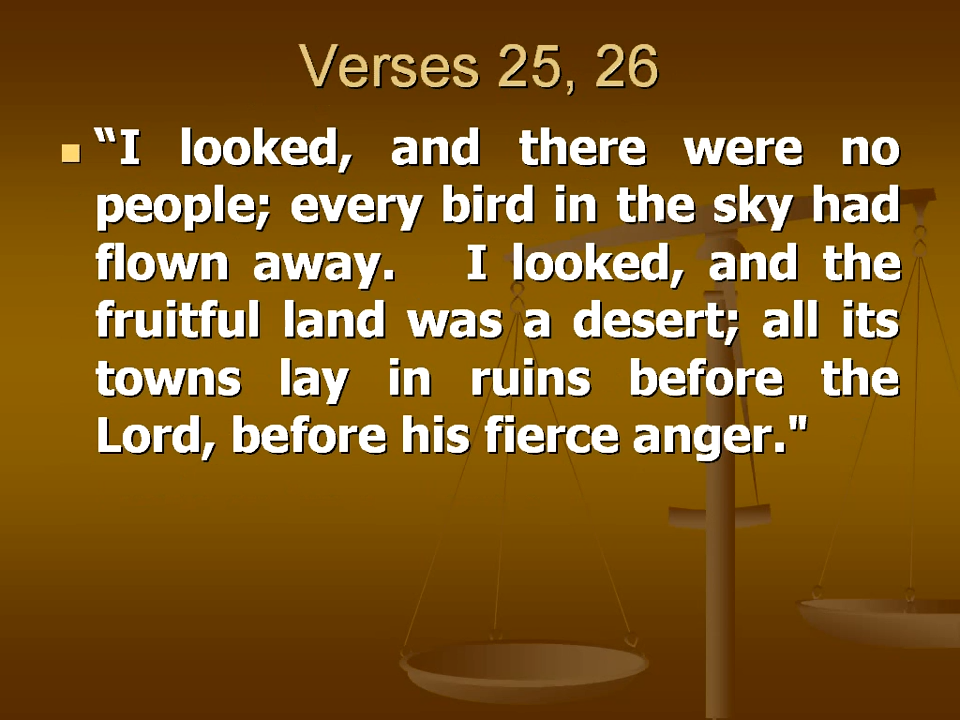 Verses 25, 26
“I looked, and there were no
people; every bird in the sky had
flown away. I looked, and the
fruitful land was a desert; all its
towns lay in ruins before the
Lord, before his fierce anger."